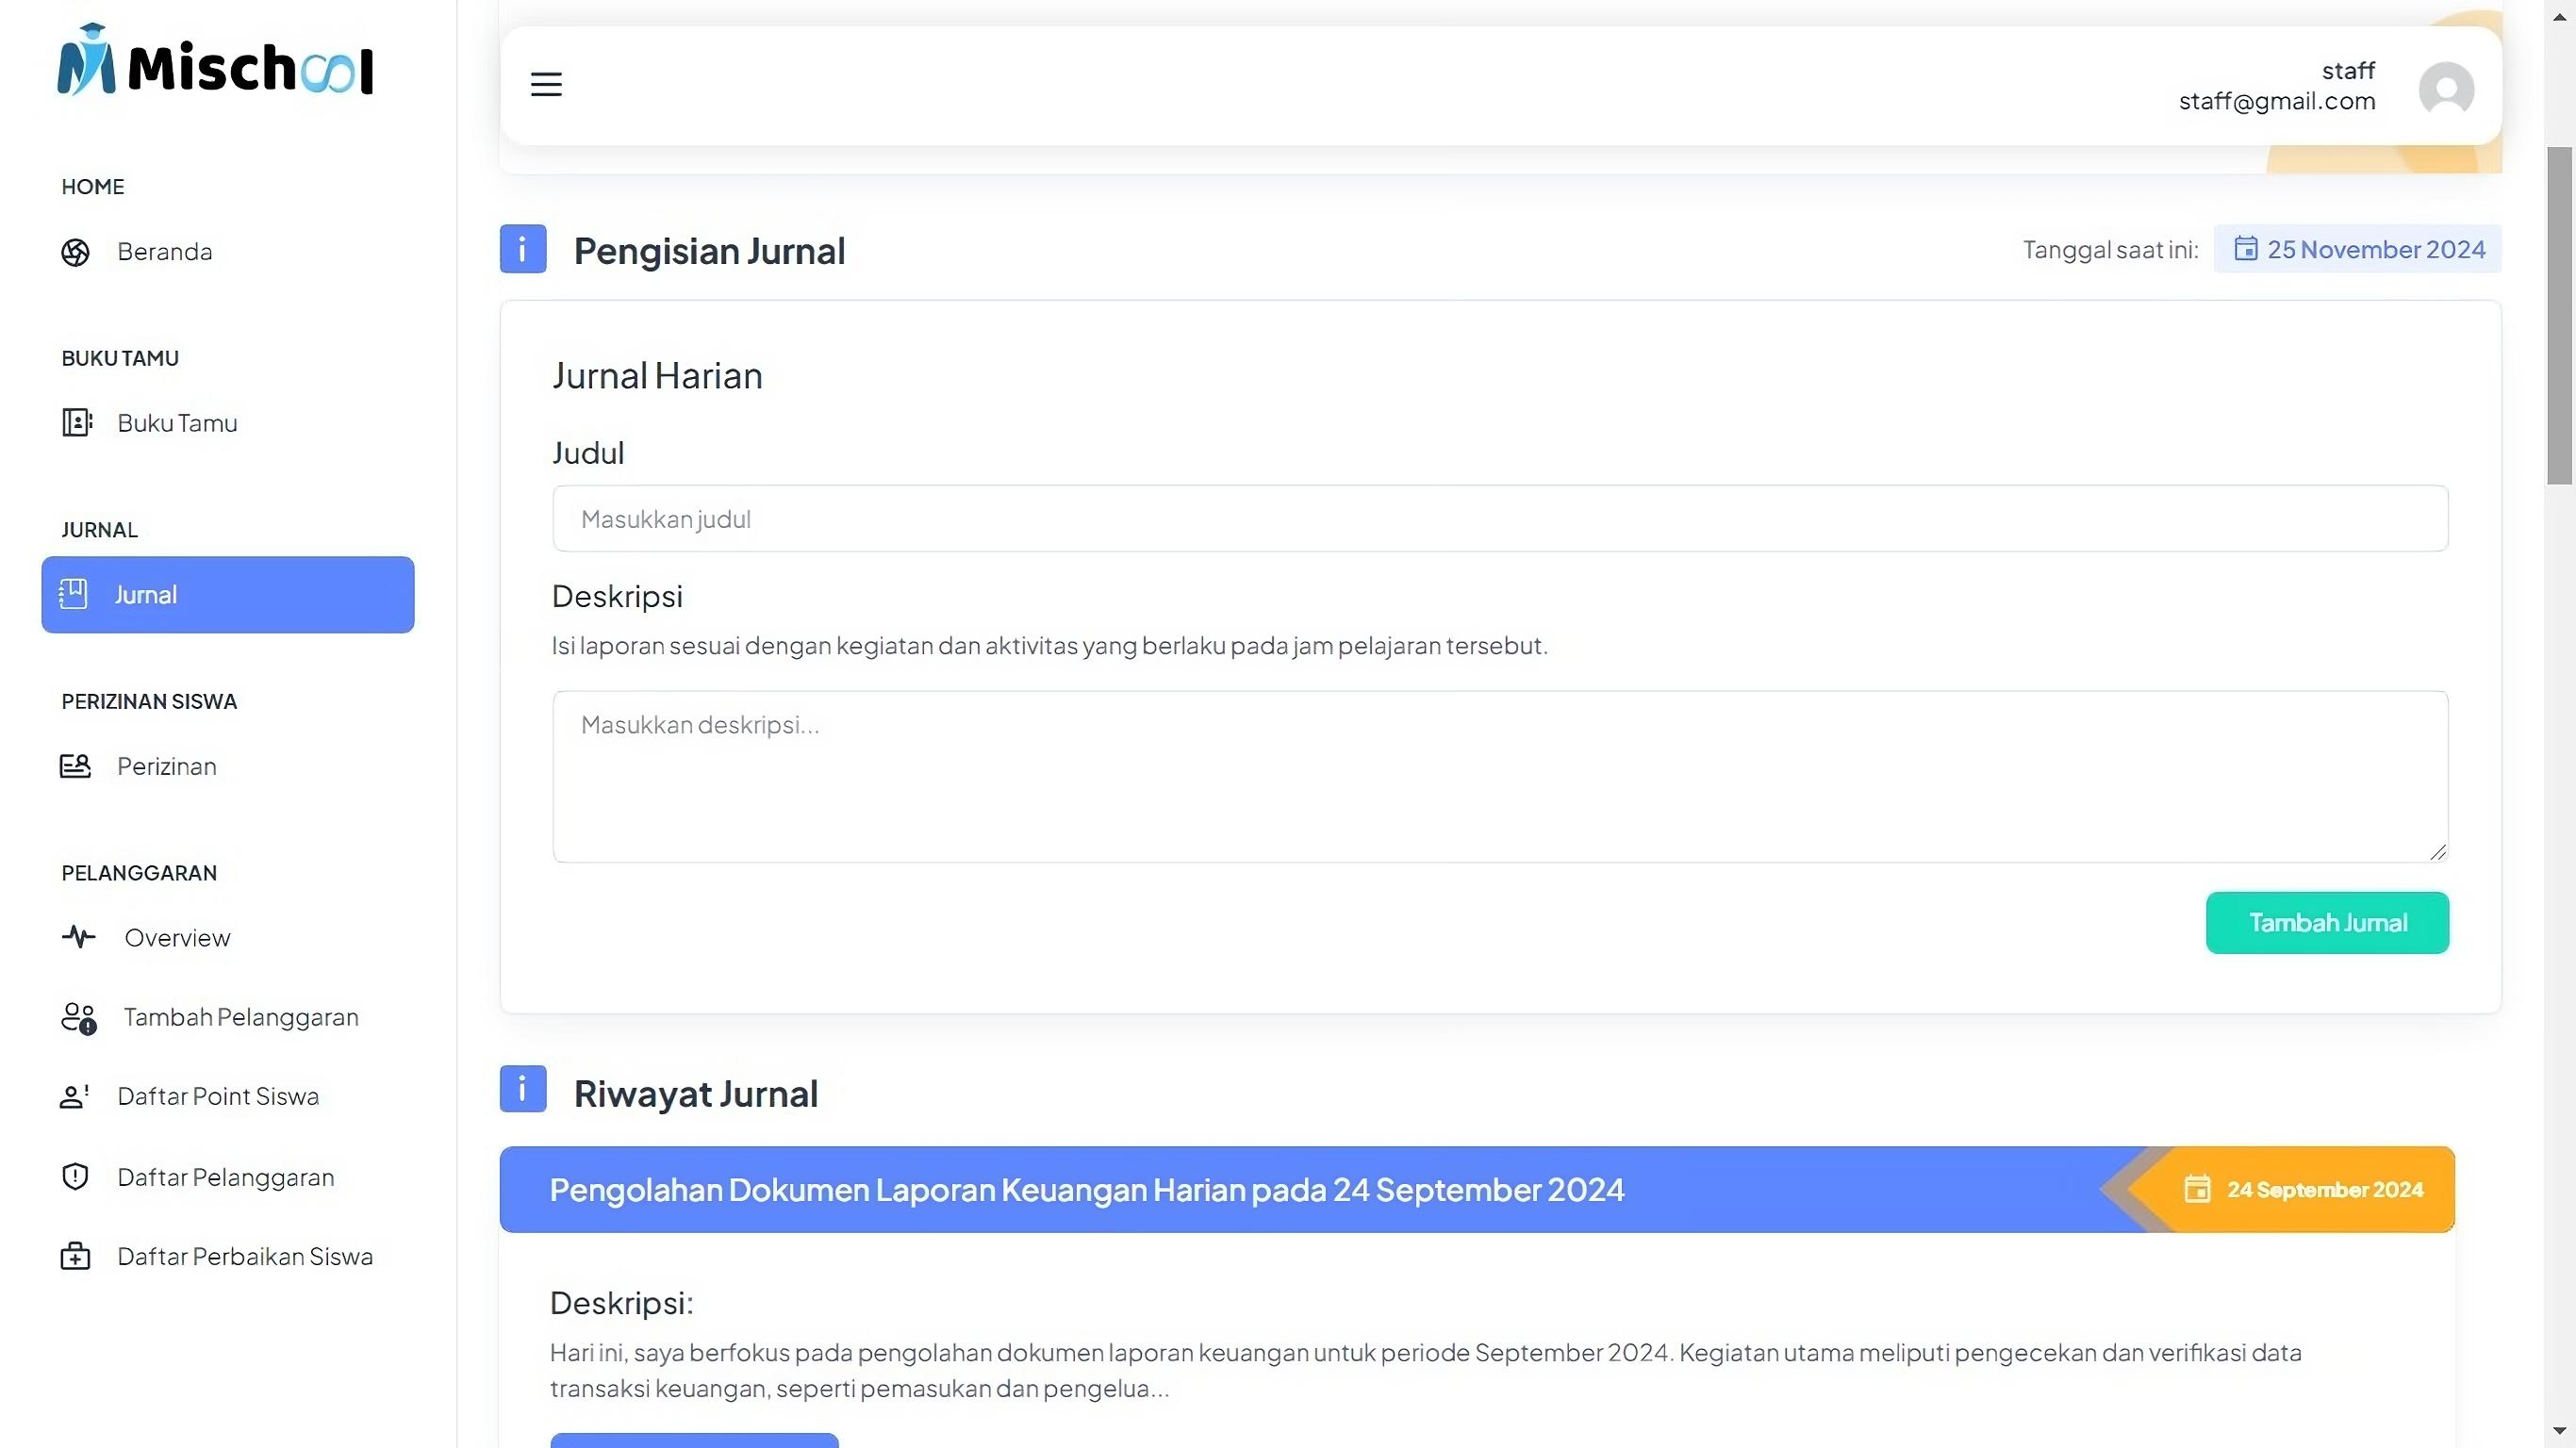 Mischool
HOME
Beranda
BUKU TAMU
Buku Tamu
JURNAL
Jurnal
PERIZINAN SISWA
Perizinan
PELANGGARAN
Overview
Tambah Pelanggaran
Daftar Point Siswa
Daftar Pelanggaran
Daftar Perbaikan Siswa
staff
staff@gmail.com
Pengisian Jurnal
Tanggal saat ini: 25 November 2024
Jurnal Harian
Judul
Masukkan judul
Deskripsi
Isi laporan sesuai dengan kegiatan dan aktivitas yang berlaku pada jam pelajaran tersebut.
Masukkan deskripsi...
Tambah Jurnal
Riwayat Jurnal
Pengolahan Dokumen Laporan Keuangan Harian pada 24 September 2024
24 September 2024
Deskripsi:
Hari ini, saya berfokus pada pengolahan dokumen laporan keuangan untuk periode September 2024. Kegiatan utama meliputi pengecekan dan verifikasi data
transaksi keuangan, seperti pemasukan dan pengelua...